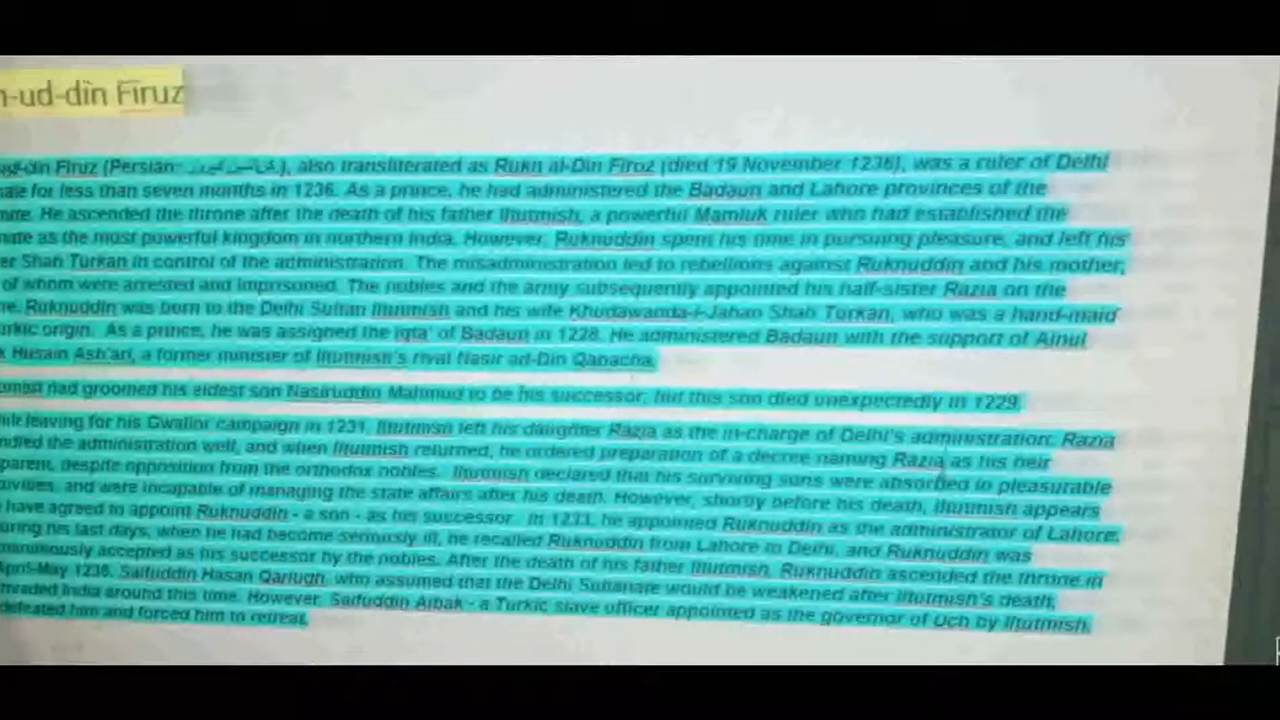 n-ud-din Firuz
ud-din Firuz (Persian: ), also transliterated as Rukn al-Din Firoz (died 19 November 1236), was a ruler of Delhi
nate for less than seven months in 1236. As a prince, he had administered the Badaun and Lahore provinces of the
nate. He ascended the throne after the death of his father Iltutmish, a powerful Mamluk ruler who had established the
nate as the most powerful kingdom in northern India. However, Ruknuddin spent his time in pursuing pleasure, and left his
er Shah Turkan in control of the administration. The misadministration led to rebellions against Ruknuddin and his mother,
of whom were arrested and imprisoned. The nobles and the army subsequently appointed his half-sister Razia on the
ne. Ruknuddin was born to the Delhi Sultan Iltutmish and his wife Khudawanda-i-Jahan Shah Turkan, who was a hand-maid
urkic origin. As a prince, he was assigned the iqta' of Badaun in 1228. He administered Badaun with the support of Ainul
k Husain Ash'ari, a former minister of Iltutmish's rival Nasir ad-Din Qabacha.
utmish had groomed his eldest son Nasiruddin Mahmud to be his successor, but this son died unexpectedly in 1229.
hile leaving for his Gwalior campaign in 1231, Iltutmish left his daughter Razia as the in-charge of Delhi's administration. Razia
ndled the administration well, and when Iltutmish returned, he ordered preparation of a decree naming Razia as his heir
parent, despite opposition from the orthodox nobles. Iltutmish declared that his surviving sons were absorbed in pleasurable
tivities, and were incapable of managing the state affairs after his death. However, shortly before his death, Iltutmish appears
have agreed to appoint Ruknuddin - a son - as his successor. In 1233, he appointed Ruknuddin as the administrator of Lahore.
uring his last days, when he had become seriously ill, he recalled Ruknuddin from Lahore to Delhi, and Ruknuddin was
nanimously accepted as his successor by the nobles. After the death of his father Iltutmish, Ruknuddin ascended the throne in
April-May 1236. Saifuddin Hasan Qarlugh, who assumed that the Delhi Sultanate would be weakened after Iltutmish's death,
invaded India around this time. However, Saifuddin Aibak - a Turkic slave officer appointed as the governor of Uch by Iltutmish,
defeated him and forced him to retreat.